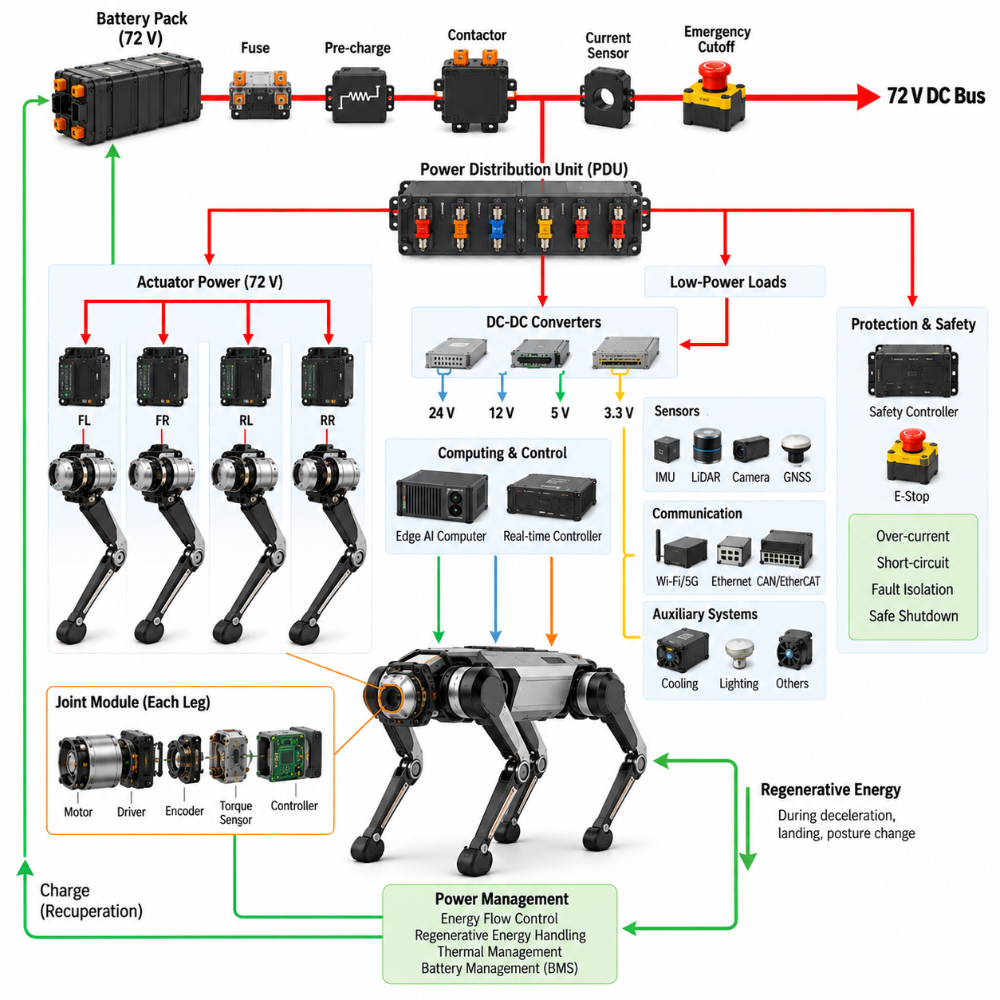 Battery Pack
(72 V)
Fuse
Pre-charge
Contactor
Current
Sensor
Emergency
Cutoff
72 V DC Bus
Power Distribution Unit (PDU)
Actuator Power (72 V)
FL
FR
RL
RR
DC-DC Converters
24 V
12 V
5 V
3.3 V
Low-Power Loads
Protection & Safety
Safety Controller
E-Stop
Over-current
Short-circuit
Fault Isolation
Safe Shutdown
Computing & Control
Edge AI Computer
Real-time Controller
Sensors
IMU
LiDAR
Camera
GNSS
Communication
Wi-Fi/5G
Ethernet
CAN/EtherCAT
Auxiliary Systems
Cooling
Lighting
Others
Joint Module (Each Leg)
Motor
Driver
Encoder
Torque
Sensor
Controller
Regenerative Energy
During deceleration,
landing, posture change
Charge
(Recuperation)
Power Management
Energy Flow Control
Regenerative Energy Handling
Thermal Management
Battery Management (BMS)